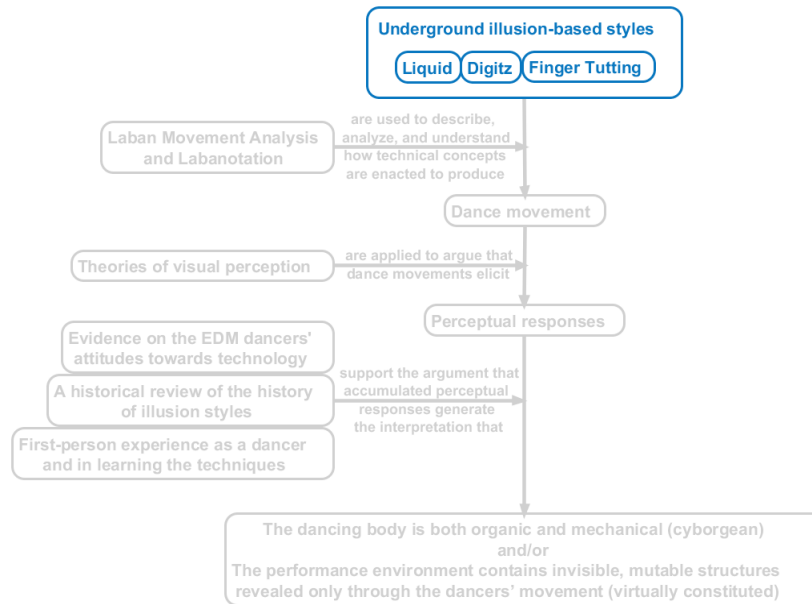 Underground illusion-based styles
Liquid Digitz Finger Tutting
Laban Movement Analysis
and Labanotation
are used to describe,
analyze, and understand
how technical concepts
are enacted to produce
Dance movement
Theories of visual perception
are applied to argue that
dance movements elicit
Perceptual responses
Evidence on the EDM dancers'
attitudes towards technology
A historical review of the history
of illusion styles
First-person experience as a dancer
and in learning the techniques
support the argument that
accumulated perceptual
responses generate
the interpretation that
The dancing body is both organic and mechanical (cyborgean)
and/or
The performance environment contains invisible, mutable structures
revealed only through the dancers’ movement (virtually constituted)